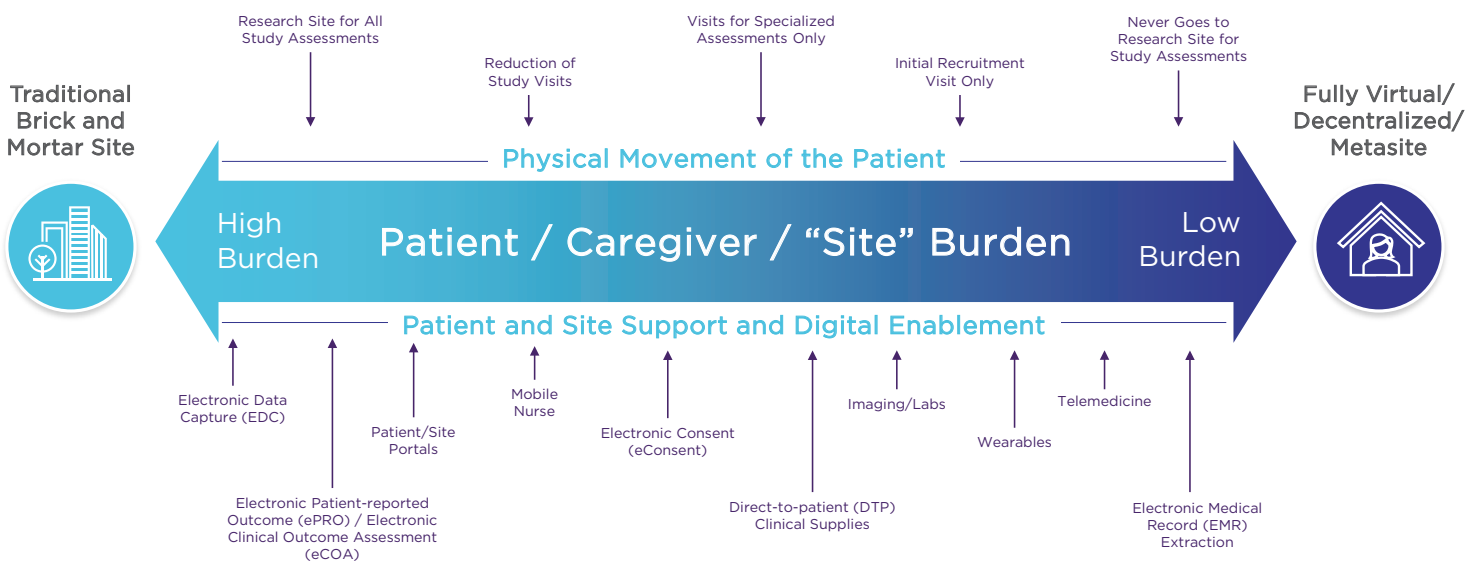 Research Site for All
Study Assessments
Reduction of
Study Visits
Visits for Specialized
Assessments Only
Initial Recruitment
Visit Only
Never Goes to
Research Site for
Study Assessments
Traditional
Brick and
Mortar Site
Fully Virtual/
Decentralized/
Metasite
Physical Movement of the Patient
High
Burden
Patient / Caregiver / “Site” Burden
Low
Burden
Patient and Site Support and Digital Enablement
Electronic Data
Capture (EDC)
Electronic Patient-reported
Outcome (ePRO) / Electronic
Clinical Outcome Assessment
(eCOA)
Patient/Site
Portals
Mobile
Nurse
Electronic Consent
(eConsent)
Direct-to-patient (DTP)
Clinical Supplies
Imaging/Labs
Wearables
Telemedicine
Electronic Medical
Record (EMR)
Extraction